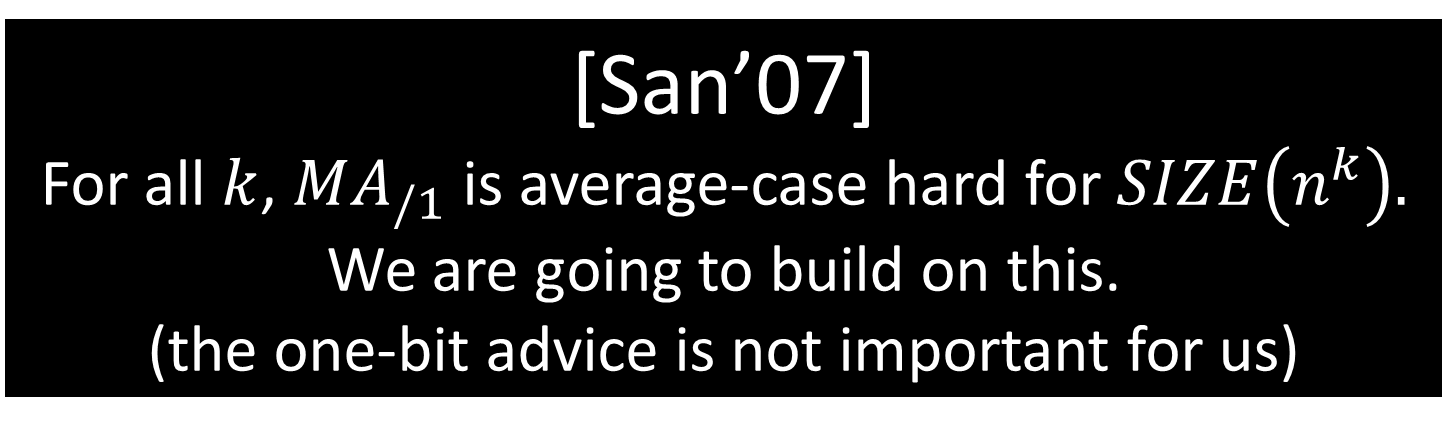 [San’07]
For all k, MA/1 is average-case hard for SIZE(n^k).
We are going to build on this.
(the one-bit advice is not important for us)